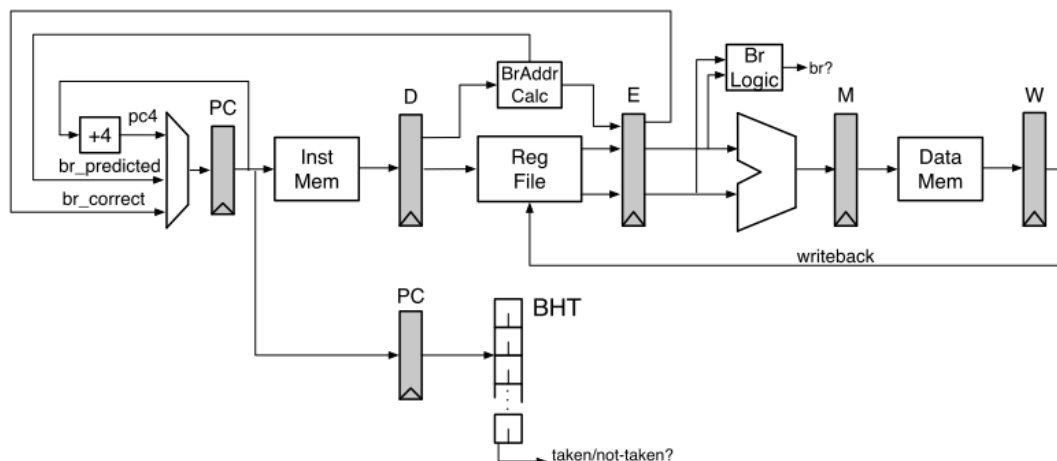 PC
+4
pc4
br_predicted
br_correct
Inst
Mem
D
BrAddr
Calc
Reg
File
E
Br
Logic
br?
M
Data
Mem
W
writeback
PC
BHT
taken/not-taken?